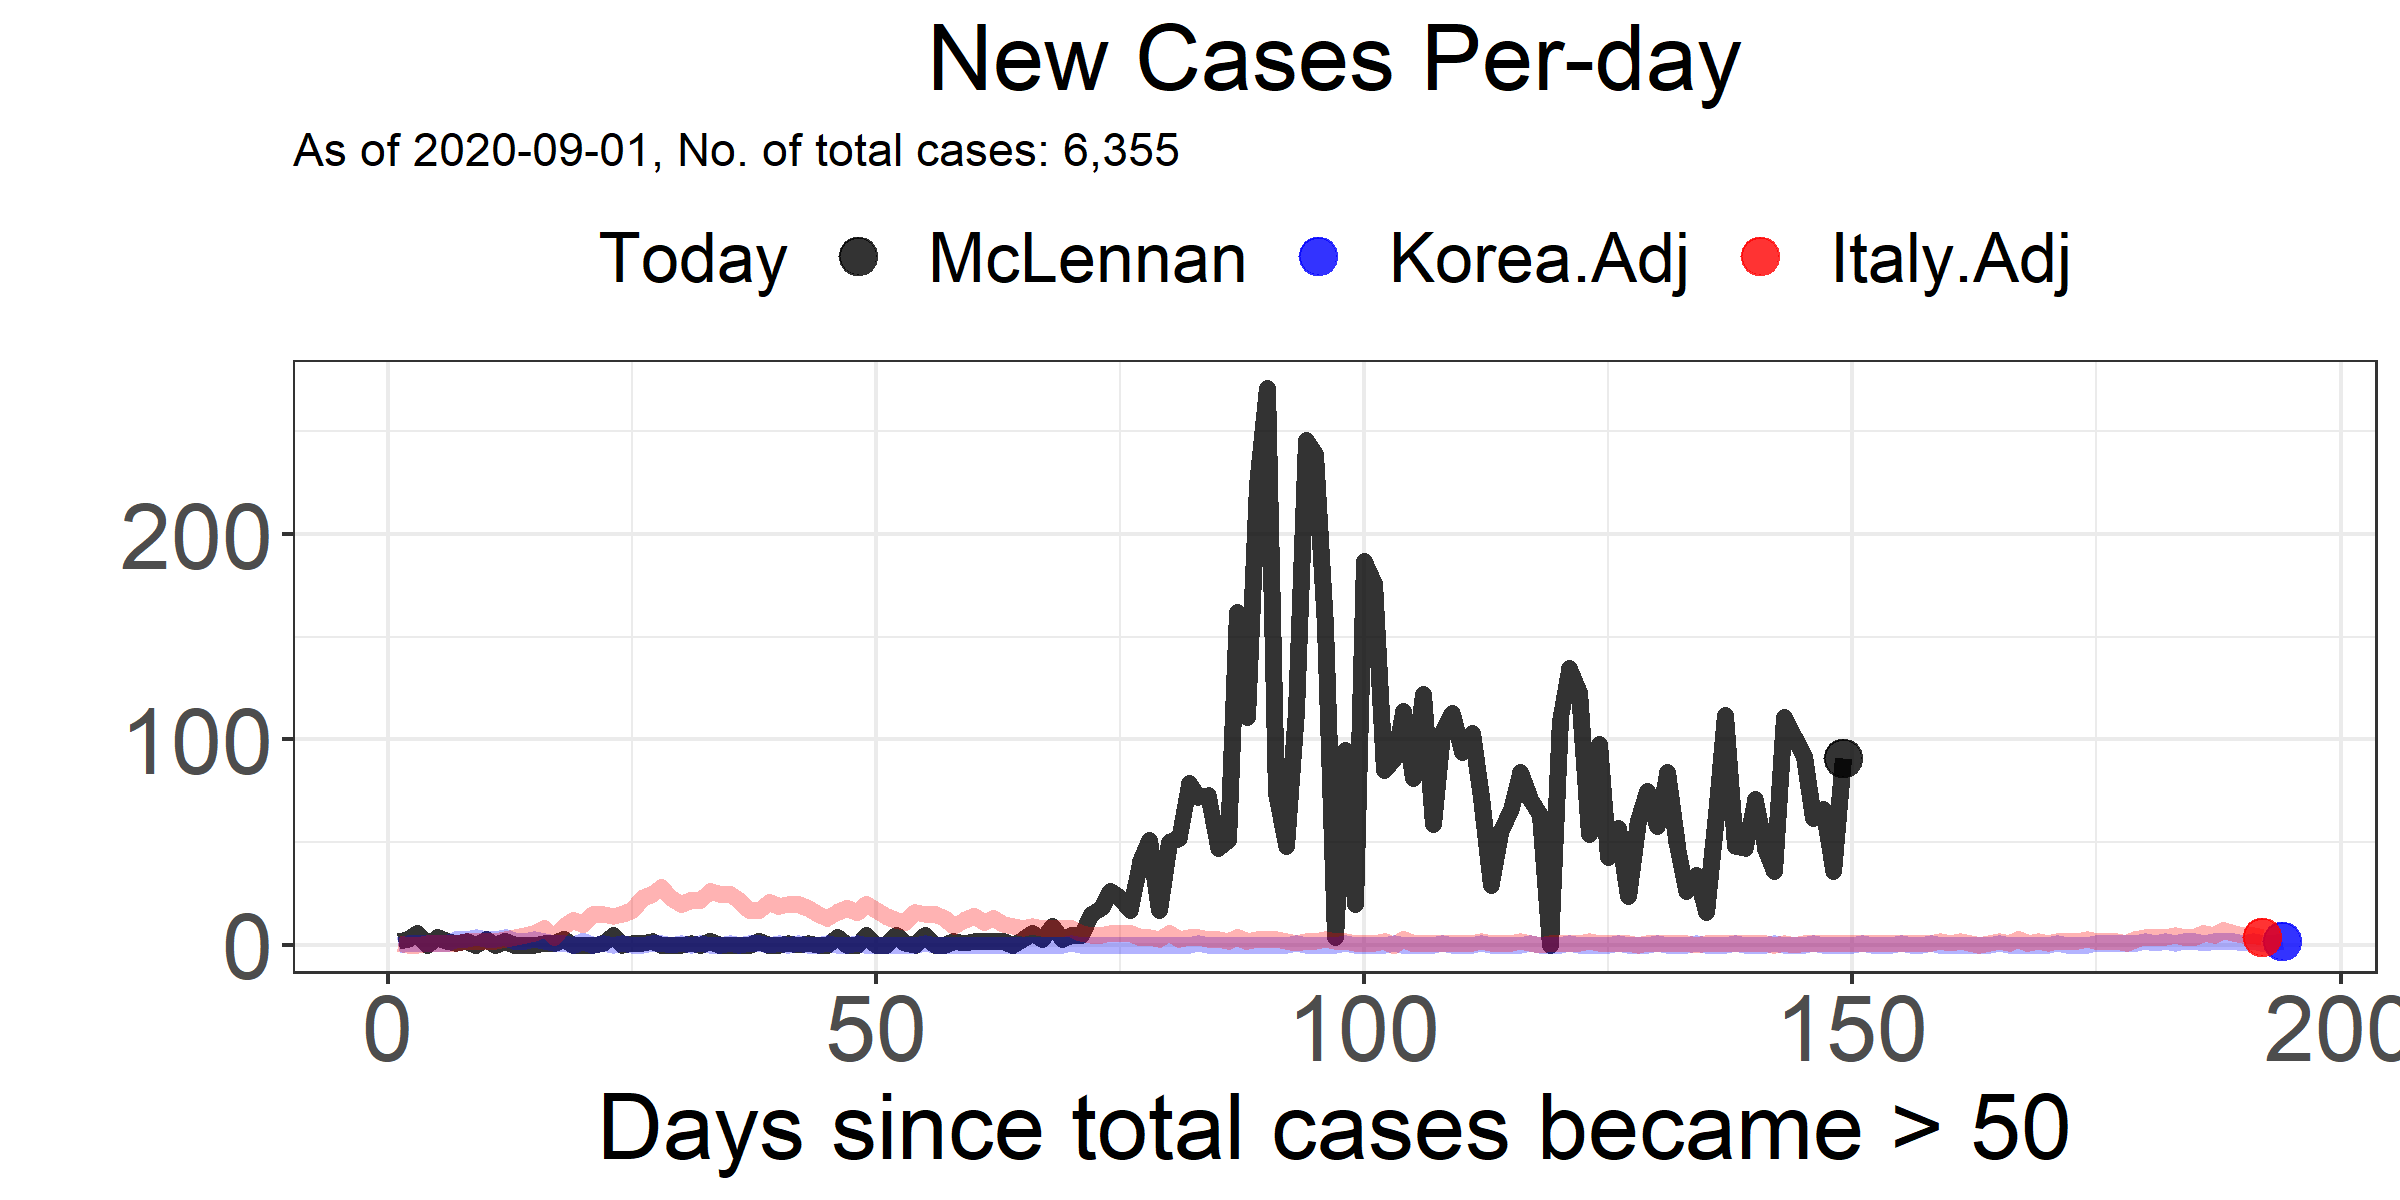 New Cases Per-day
As of 2020-09-01, No. of total cases: 6,355
Today McLennan Korea.Adj Italy.Adj
200
100
0
0 50 100 150 200
Days since total cases became > 50